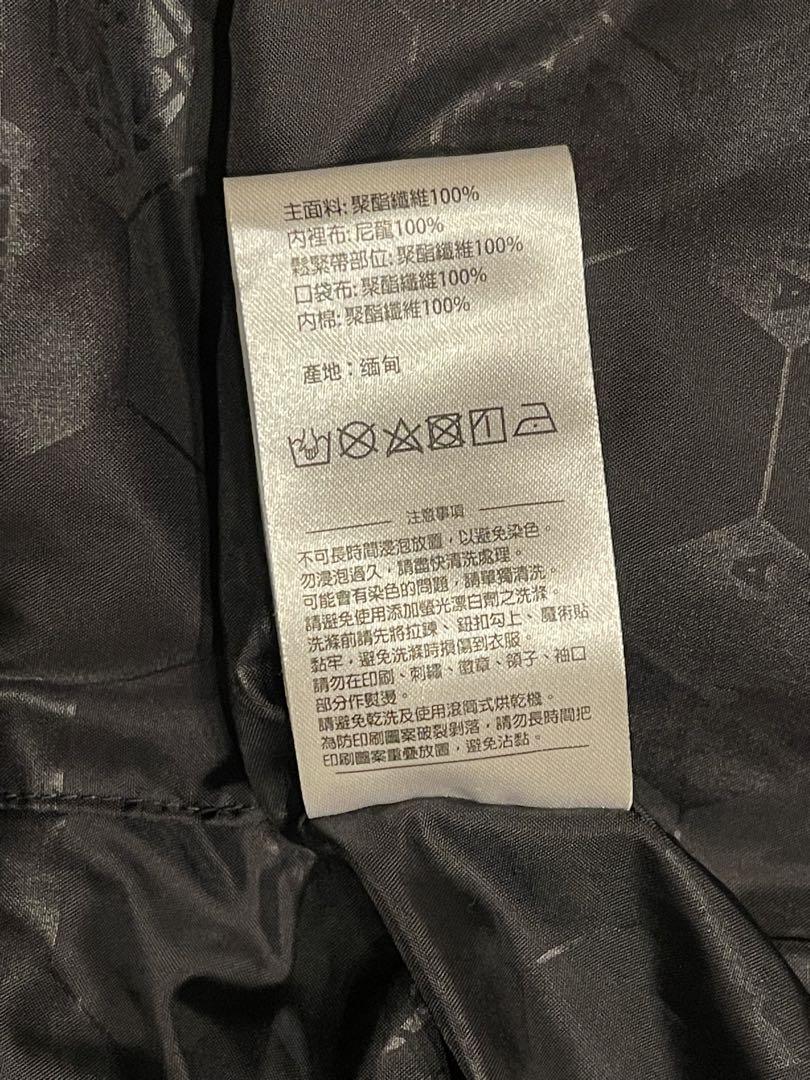 主面料: 聚酯纖維100%
內裡布: 尼龍100%
鬆緊帶部位: 聚酯纖維100%
口袋布: 聚酯纖維100%
內棉: 聚酯纖維100%
產地：缅甸
注意事項
不可長時間浸泡放置，以避免染色。
勿浸泡過久，請盡快清洗處理。
可能會有染色的問題，請單獨清洗。
請避免使用添加螢光漂白劑之洗滌。
洗滌前請先將拉鍊、鈕扣勾上、魔術貼
黏牢，避免洗滌時損傷到衣服。
請勿在印刷、刺繡、徽章、領子、袖口
部分作熨燙。
請避免乾洗及使用滾筒式烘乾機。
為防印刷圖案破裂剝落，請勿長時間把
印刷圖案重疊放置，避免沾黏。